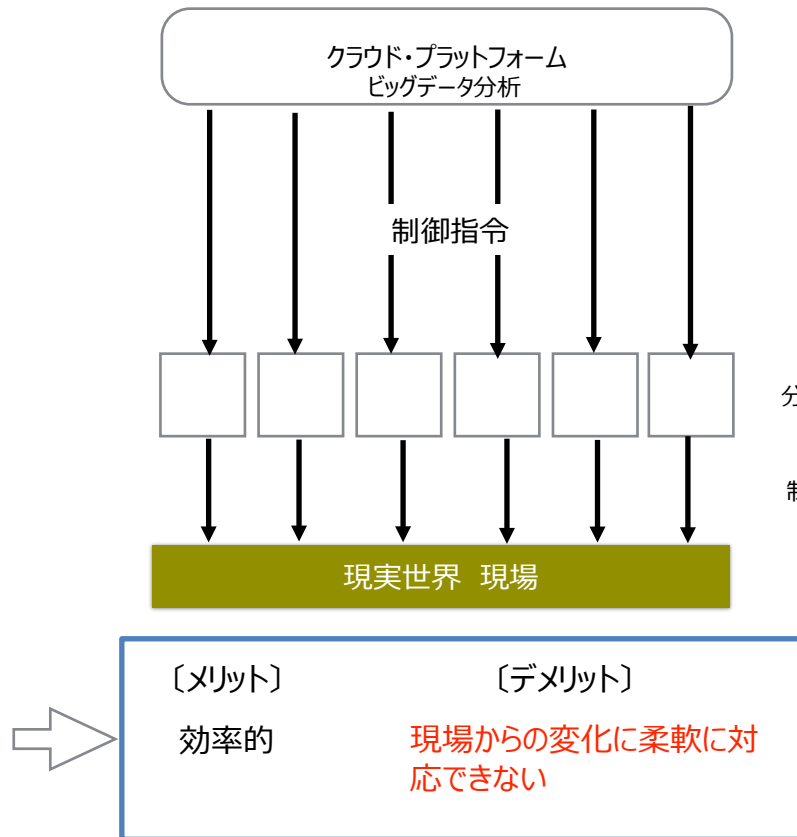 クラウド・プラットフォーム
ビッグデータ分析
制御指令
分
制
現実世界 現場
〔メリット〕 〔デメリット〕
効率的 現場からの変化に柔軟に対
応できない